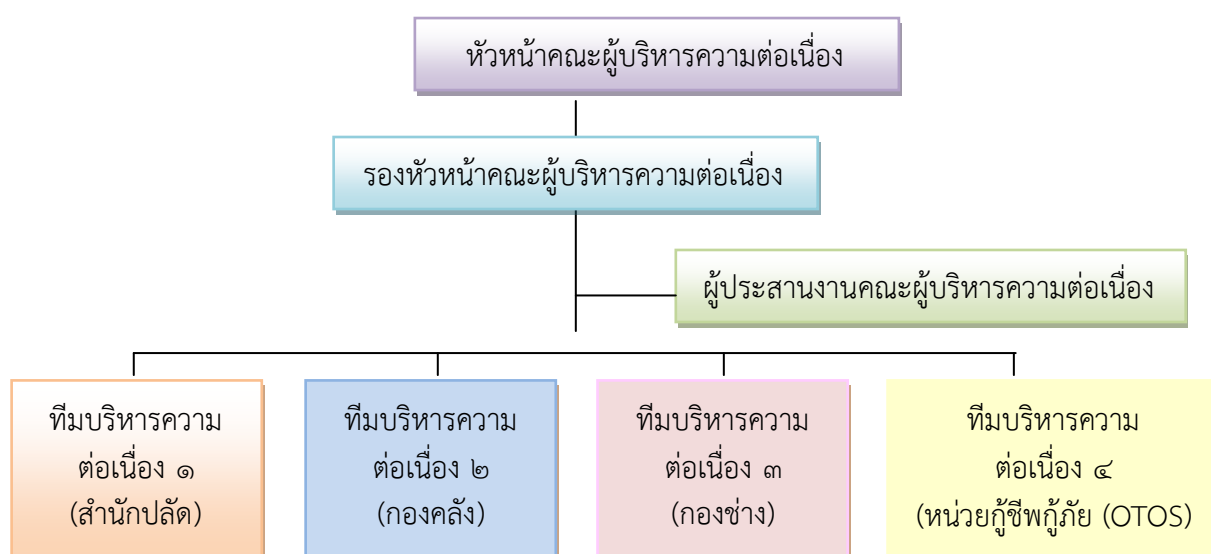 หัวหน้าคณะผู้บริหารความต่อเนื่อง
รองหัวหน้าคณะผู้บริหารความต่อเนื่อง
ผู้ประสานงานคณะผู้บริหารความต่อเนื่อง
ทีมบริหารความ
ต่อเนื่อง ๑
(สำนักปลัด)
ทีมบริหารความ
ต่อเนื่อง ๒
(กองคลัง)
ทีมบริหารความ
ต่อเนื่อง ๓
(กองช่าง)
ทีมบริหารความ
ต่อเนื่อง ๔
(หน่วยกู้ชีพกู้ภัย (OTOS)